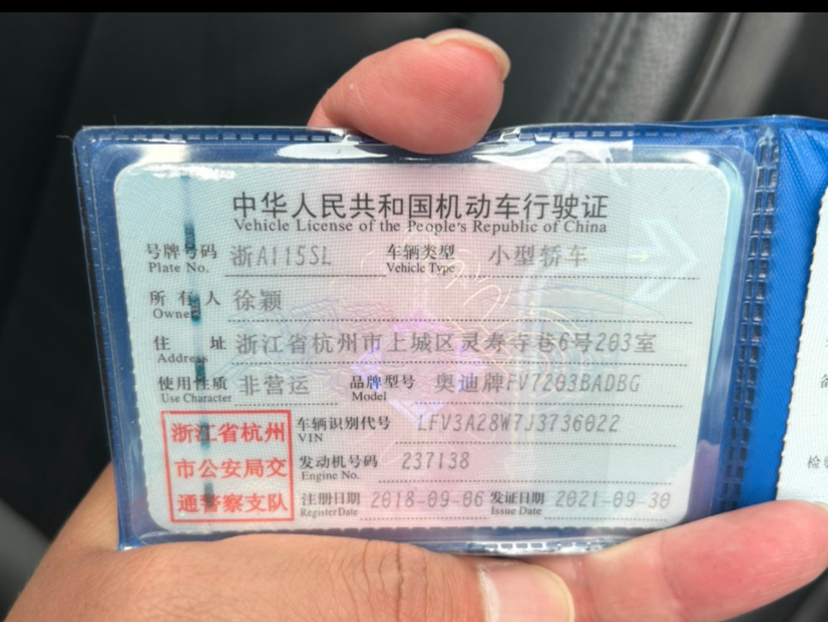 中华人民共和国机动车行驶证
Vehicle License of the People's Republic of China
号牌号码 浙A115SL 车辆类型 小型轿车
Plate No. Vehicle Type
所有人 徐颖
Owner
住址 浙江省杭州市上城区灵寿寺巷6号203室
Address
使用性质 非营运 品牌型号 奥迪牌FV7203BADBG
Use Character Model
浙江省杭州
市公安局交
通警察支队
车辆识别代号 LFV3A28W7J3736022
VIN
发动机号码 237138
Engine No.
注册日期 2018-09-06 发证日期 2021-09-30
Register Date Issue Date